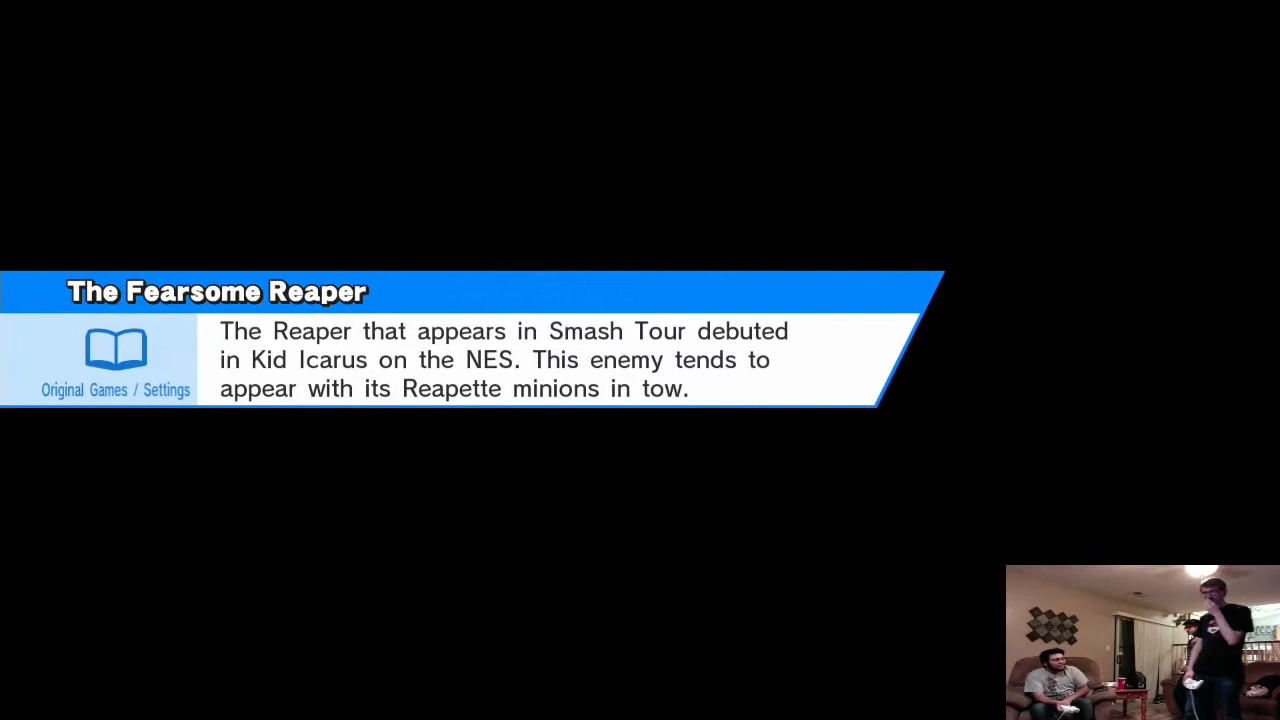 The Fearsome Reaper
Original Games / Settings
The Reaper that appears in Smash Tour debuted
in Kid Icarus on the NES. This enemy tends to
appear with its Reapette minions in tow.